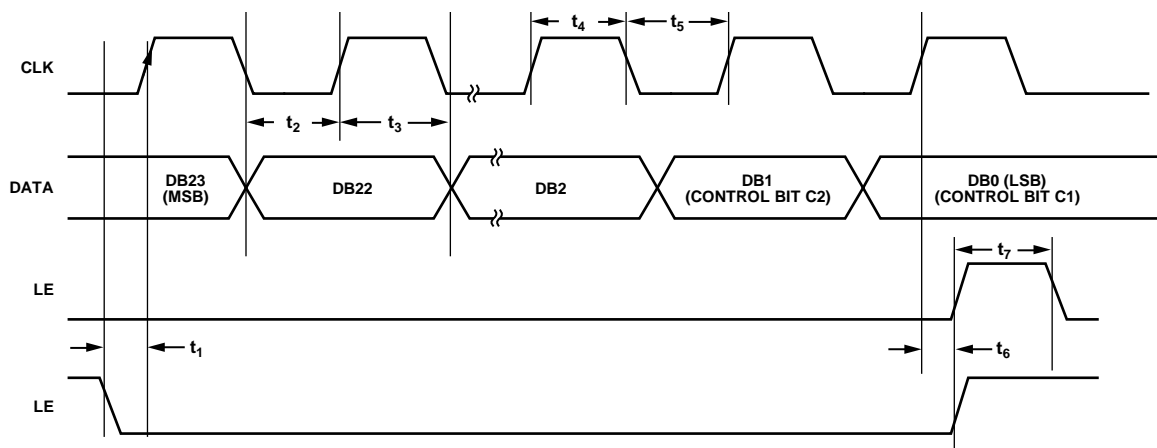 t4
t5
CLK
t2
t3
DATA
DB23
(MSB)
DB22
DB2
DB1
(CONTROL BIT C2)
DB0 (LSB)
(CONTROL BIT C1)
t7
LE
t1
t6
LE